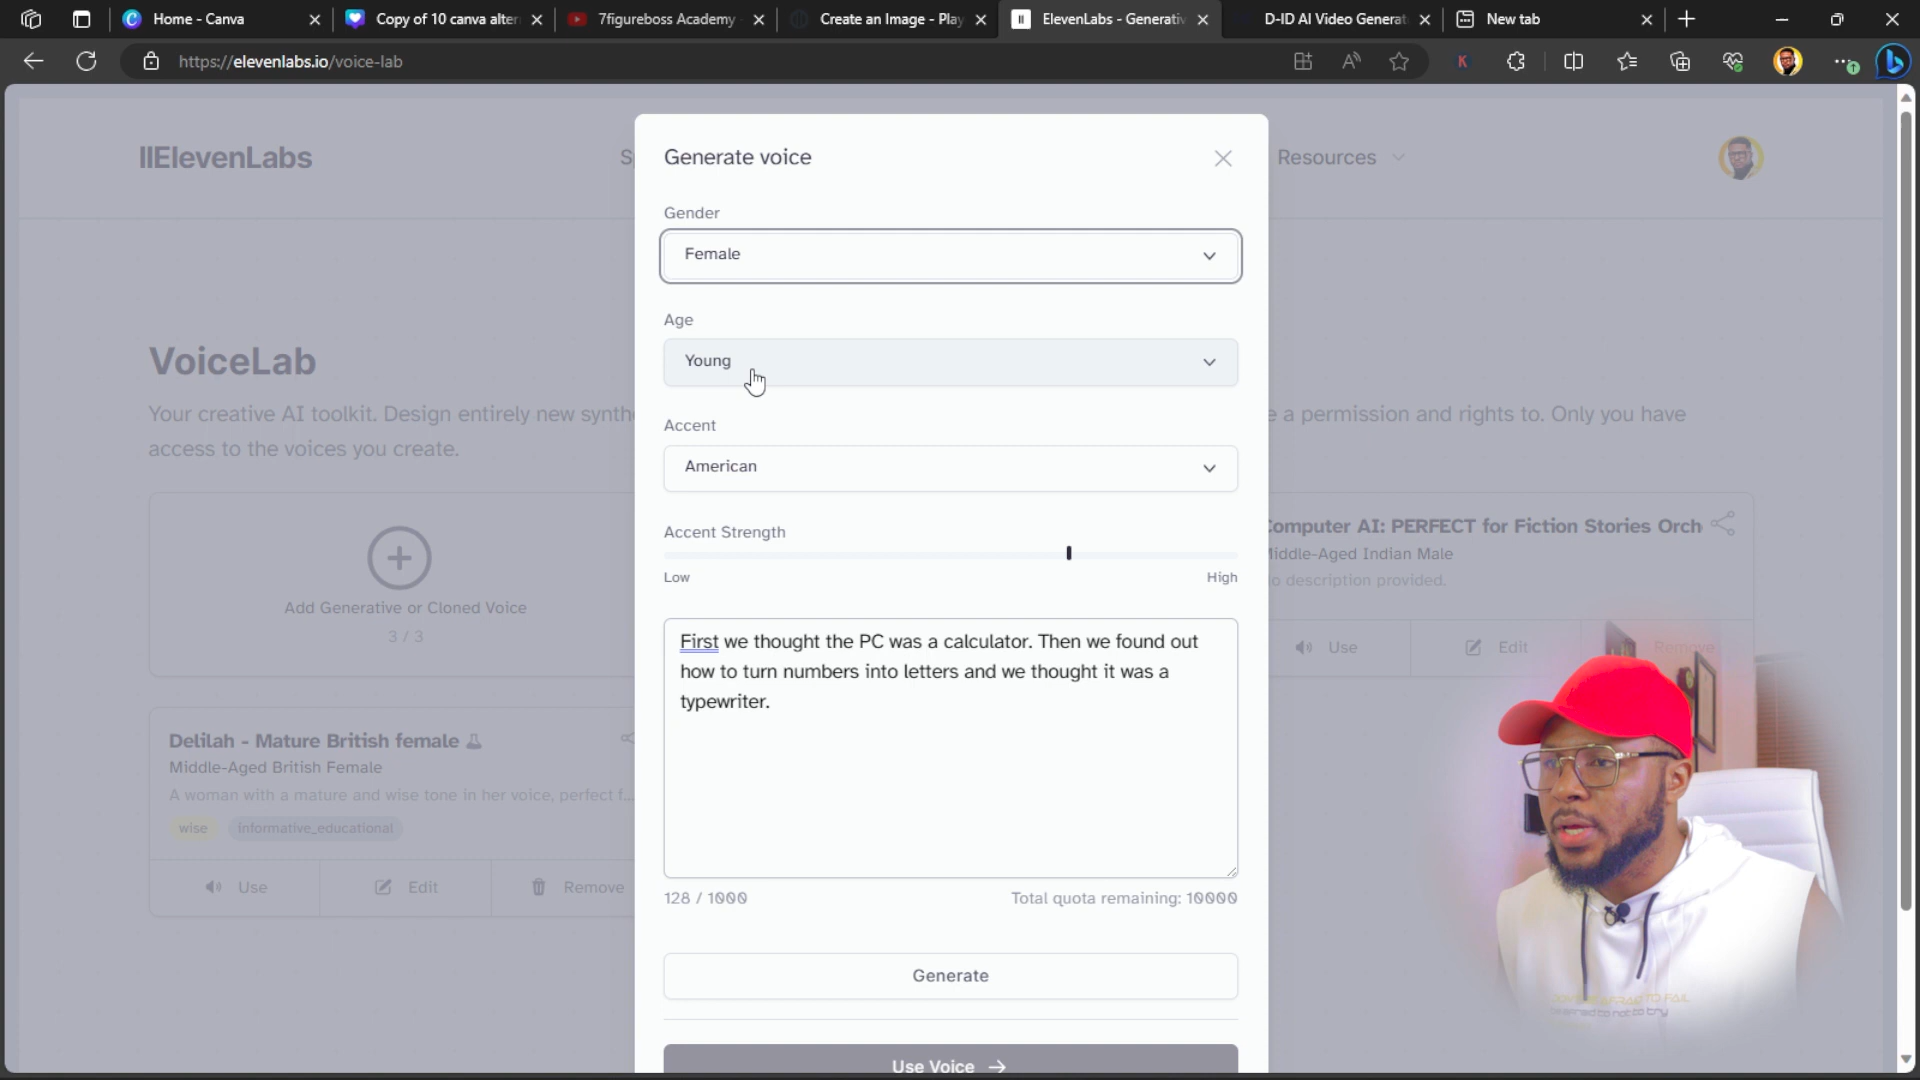 Home - Canva
Copy of 10 canva alter
7figureboss Academy
Create an Image - Play
ElevenLabs - Generativ
D-ID AI Video Generat
New tab
https://elevenlabs.io/voice-lab
IIElevenLabs
Resources
Generate voice
Gender
Female
Age
Young
Accent
American
Accent Strength
Low
High
First we thought the PC was a calculator. Then we found out
how to turn numbers into letters and we thought it was a
typewriter.
128 / 1000
Total quota remaining: 10000
Generate
Use Voice →
VoiceLab
Your creative AI toolkit. Design entirely new synth
e a permission and rights to. Only you have
access to the voices you create.
Add Generative or Cloned Voice
3 / 3
Computer AI: PERFECT for Fiction Stories Orch
Middle-Aged Indian Male
o description provided.
Use
Edit
Remove
Delilah - Mature British female
Middle-Aged British Female
A woman with a mature and wise tone in her voice, perfect f...
wise
informative_educational
Use
Edit
Remove